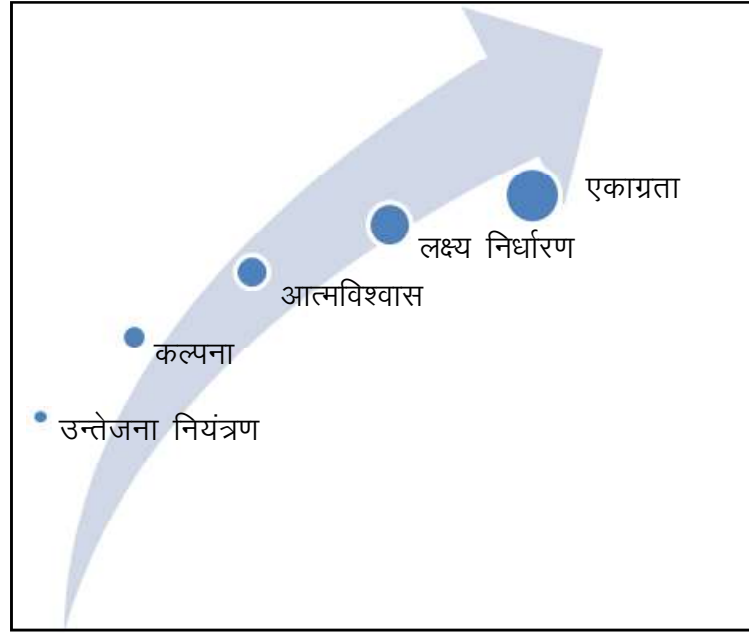 एकाग्रता
लक्ष्य निर्धारण
आत्मविश्वास
कल्पना
उन्तेजना नियंत्रण